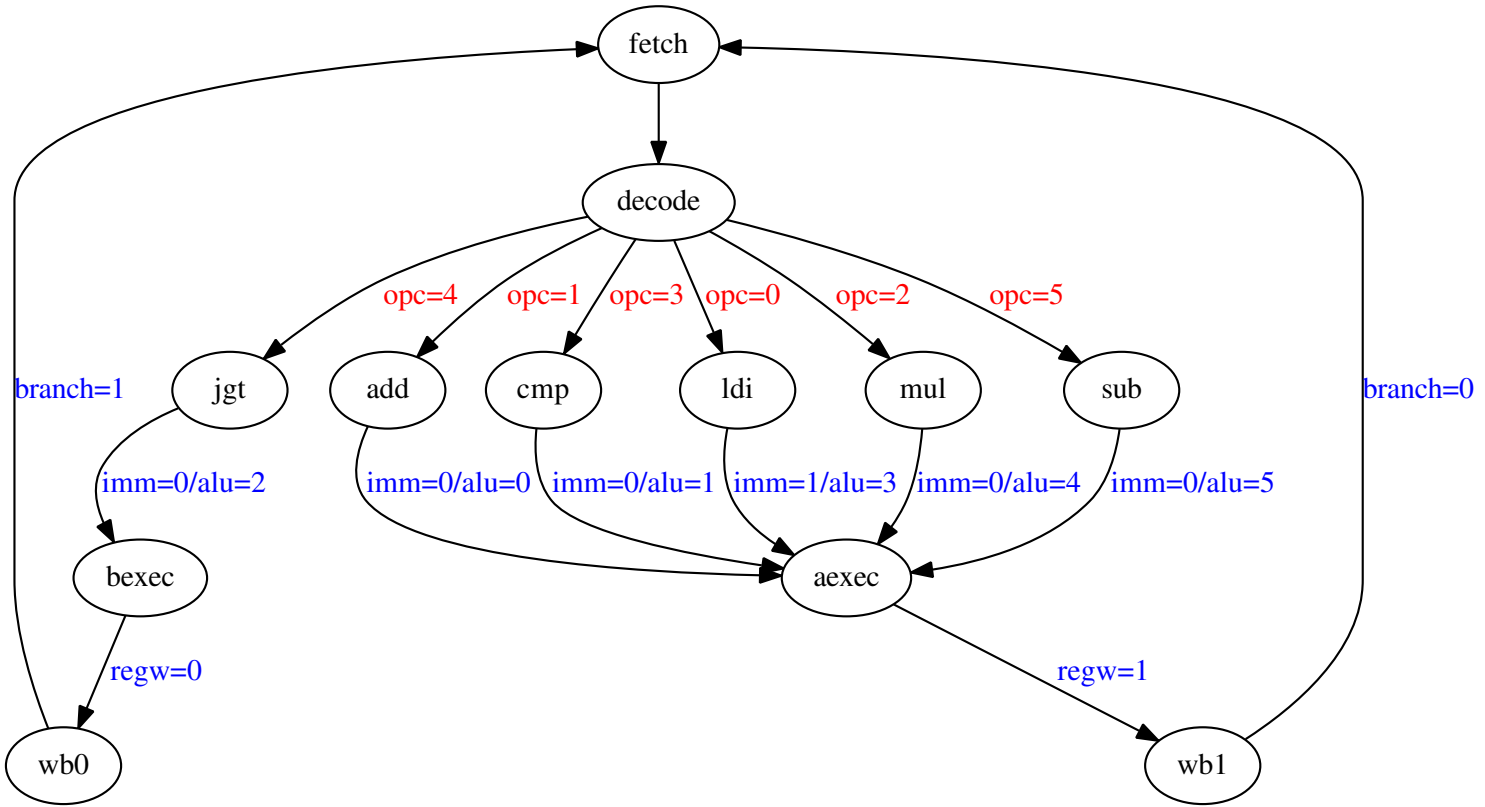 fetch
decode
opc=4 opc=1 opc=3 opc=0 opc=2 opc=5
branch=1 jgt add cmp ldi mul sub branch=0
imm=0/alu=2 imm=0/alu=0 imm=0/alu=1 imm=1/alu=3 imm=0/alu=4 imm=0/alu=5
bexec aexec
regw=0 regw=1
wb0 wb1